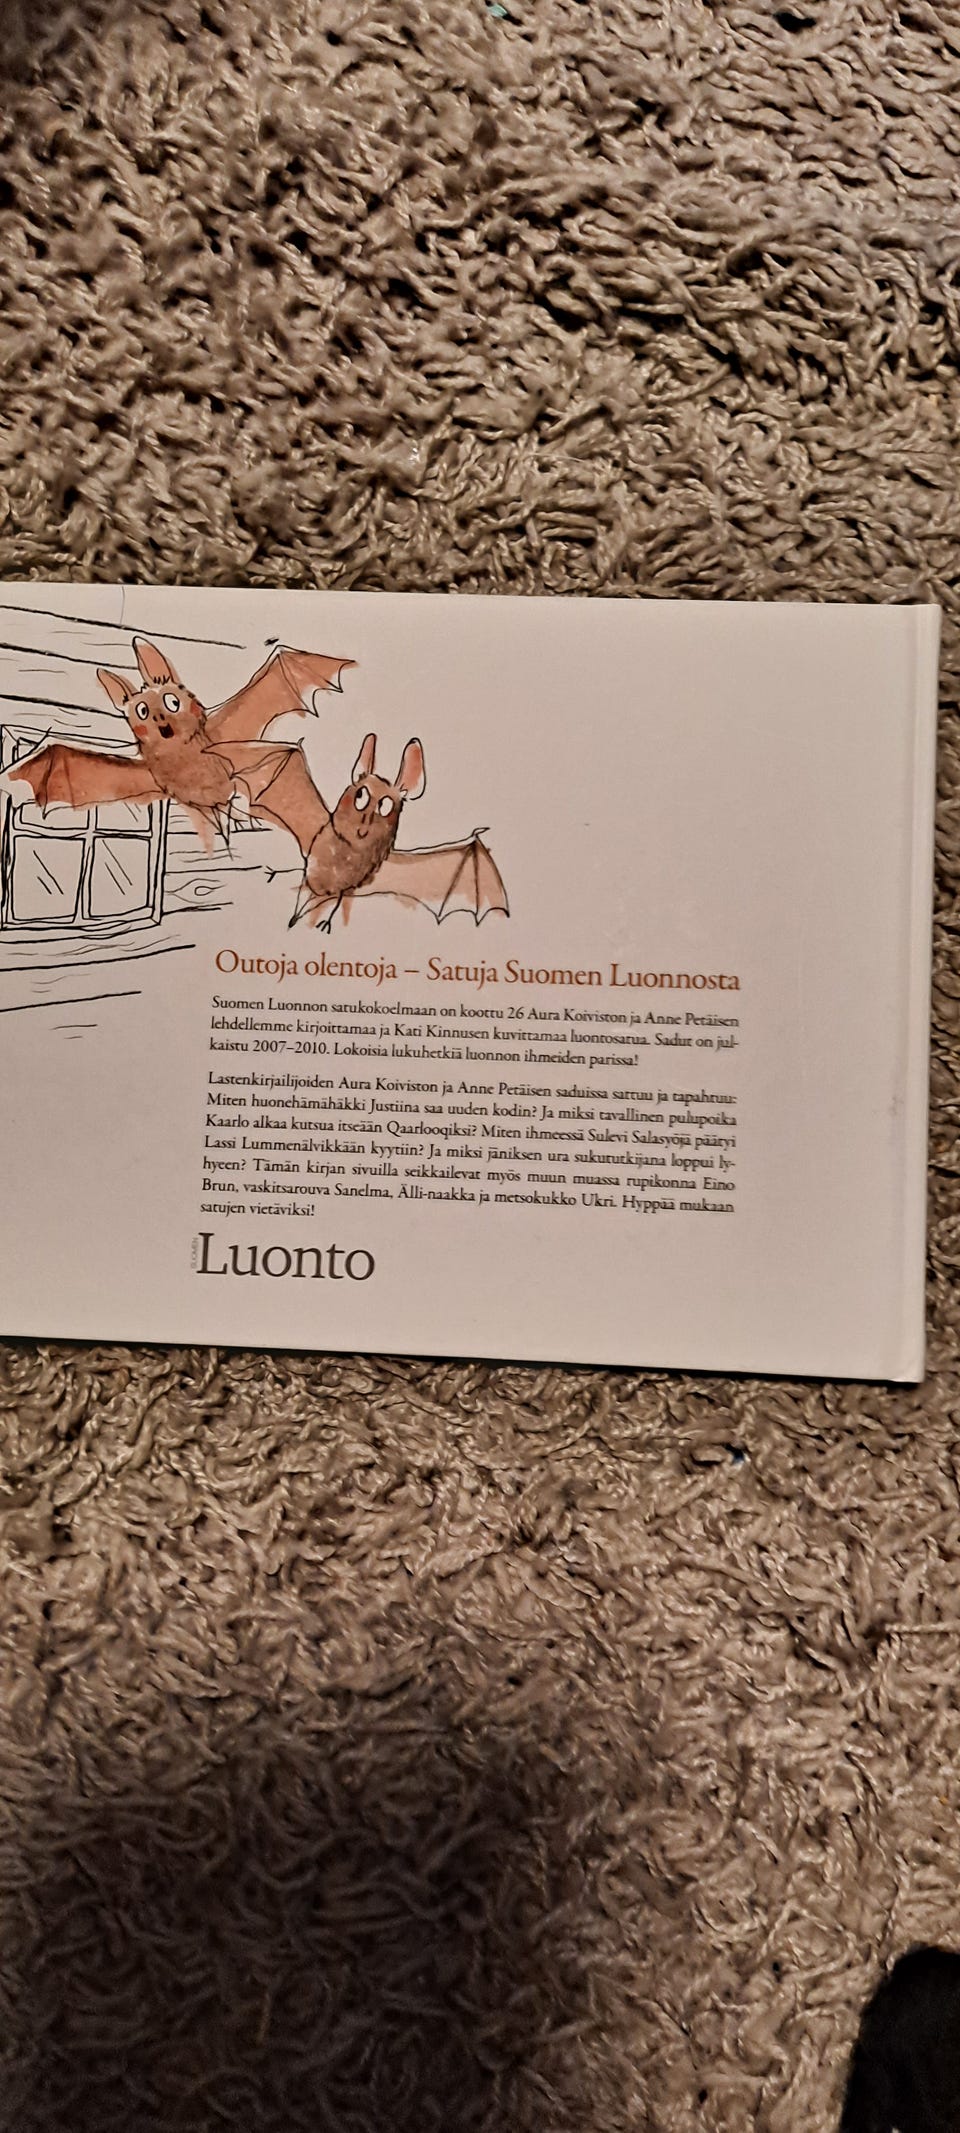 Outoja olentoja – Satuja Suomen Luonnosta
Suomen Luonnon satukokoelmaan on koottu 26 Aura Koiviston ja Anne Petäisen
lehdellemme kirjoittamaa ja Kati Kinnusen kuvittamaa luontosatua. Sadut on jul-
kaistu 2007–2010. Lokoisia lukuhetkiä luonnon ihmeiden parissa!
Lastenkirjailijoiden Aura Koiviston ja Anne Petäisen saduissa sattuu ja tapahtuu:
Miten huonehämähäkki Justiina saa uuden kodin? Ja miksi tavallinen pulupoika
Kaarlo alkaa kutsua itseään Qaarlooqiksi? Miten ihmeessä Sulevi Salasyöjä päätyi
Lassi Lummenälvikkään kyytiin? Ja miksi jäniksen ura sukututkijana loppui ly-
hyeen? Tämän kirjan sivuilla seikkailevat myös muun muassa rupikonna Eino
Brun, vaskitsarouva Sanelma, Älli-naakka ja metsokukko Ukri. Hyppää mukaan
satujen vietäviksi!
SUOMEN Luonto